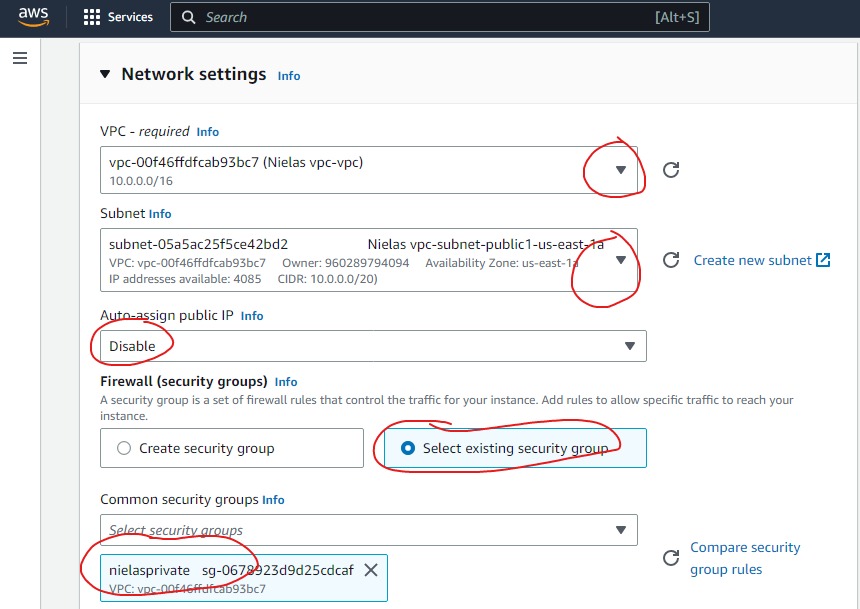 aws
Services
Search [Alt+S]
Network settings Info
VPC - required Info
vpc-00f46ffdfcab93bc7 (Nielas vpc-vpc)
10.0.0.0/16
Subnet Info
subnet-05a5ac25f5ce42bd2 Nielas vpc-subnet-public1-us-east-1a
VPC: vpc-00f46ffdfcab93bc7 Owner: 960289794094 Availability Zone: us-east-1a
IP addresses available: 4085 CIDR: 10.0.0.0/20)
Create new subnet
Auto-assign public IP Info
Disable
Firewall (security groups) Info
A security group is a set of firewall rules that control the traffic for your instance. Add rules to allow specific traffic to reach your
instance.
Create security group
Select existing security group
Common security groups Info
Select security groups
nielasprivate sg-0678923d9d25cdcaf
VPC: vpc-00f46ffdfcab93bc7
Compare security
group rules